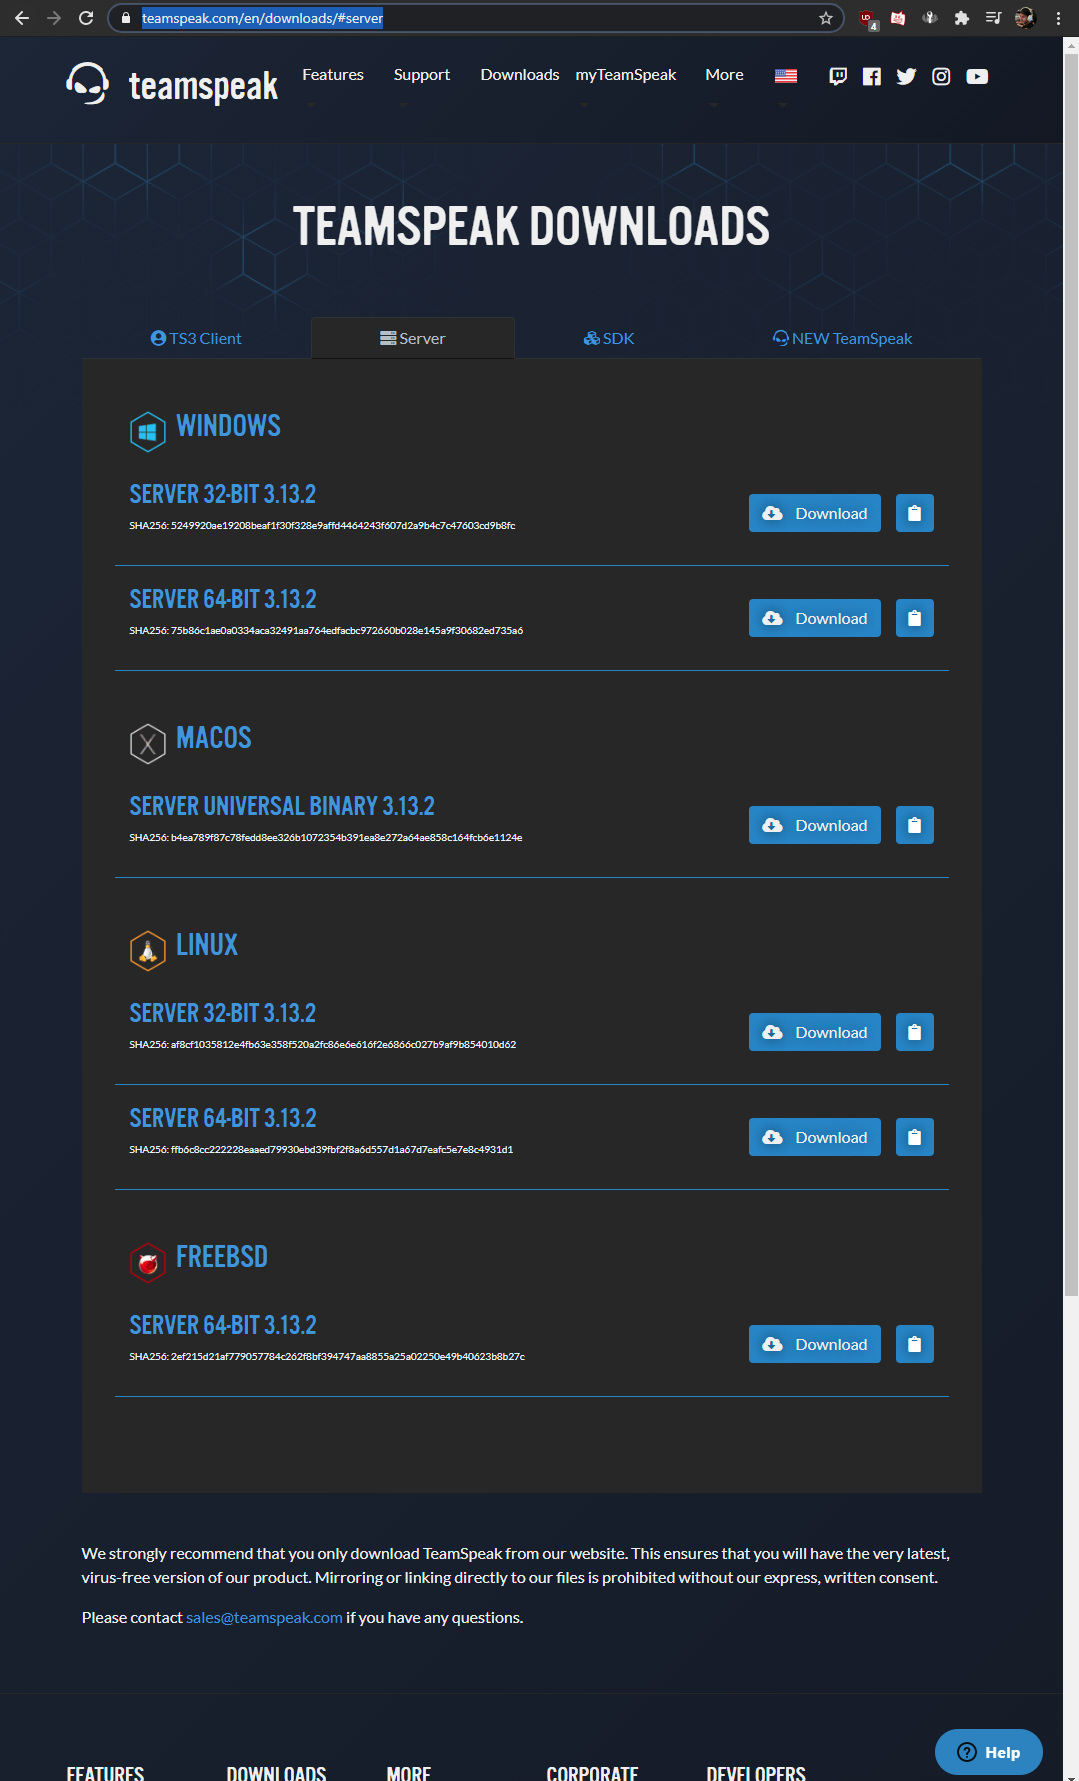 teamspeak.com/en/downloads/#server
4
teamspeak
Features
Support
Downloads
myTeamSpeak
More
TEAMSPEAK DOWNLOADS
TS3 Client
Server
SDK
NEW TeamSpeak
WINDOWS
SERVER 32-BIT 3.13.2
SHA256: 5249920ae19208beaf1f30f328e9affd4464243f607d2a9b4c7c47603cd9b8fc
Download
SERVER 64-BIT 3.13.2
SHA256: 75b86c1ae0a0334aca32491aa764edfacbc972660b028e145a9f30682ed735a6
Download
MACOS
SERVER UNIVERSAL BINARY 3.13.2
SHA256: b4ea789f87c78fedd8ee326b1072354b391ea8e272a64ae858c164fcb6e1124e
Download
LINUX
SERVER 32-BIT 3.13.2
SHA256: af8cf1035812e4fb63e358f520a2fc86e6e616f2e6866c027b9af9b854010d62
Download
SERVER 64-BIT 3.13.2
SHA256: ffb6c8cc222228eaaed79930ebd39fbf2f8a6d557d1a67d7eafc5e7e8c4931d1
Download
FREEBSD
SERVER 64-BIT 3.13.2
SHA256: 2ef215d21af779057784c262f8bf394747aa8855a25a02250e49b40623b8b27c
Download
We strongly recommend that you only download TeamSpeak from our website. This ensures that you will have the very latest,
virus-free version of our product. Mirroring or linking directly to our files is prohibited without our express, written consent.
Please contact sales@teamspeak.com if you have any questions.
Help
FEATURES
DOWNLOADS
MORE
CORPORATE
DEVELOPERS